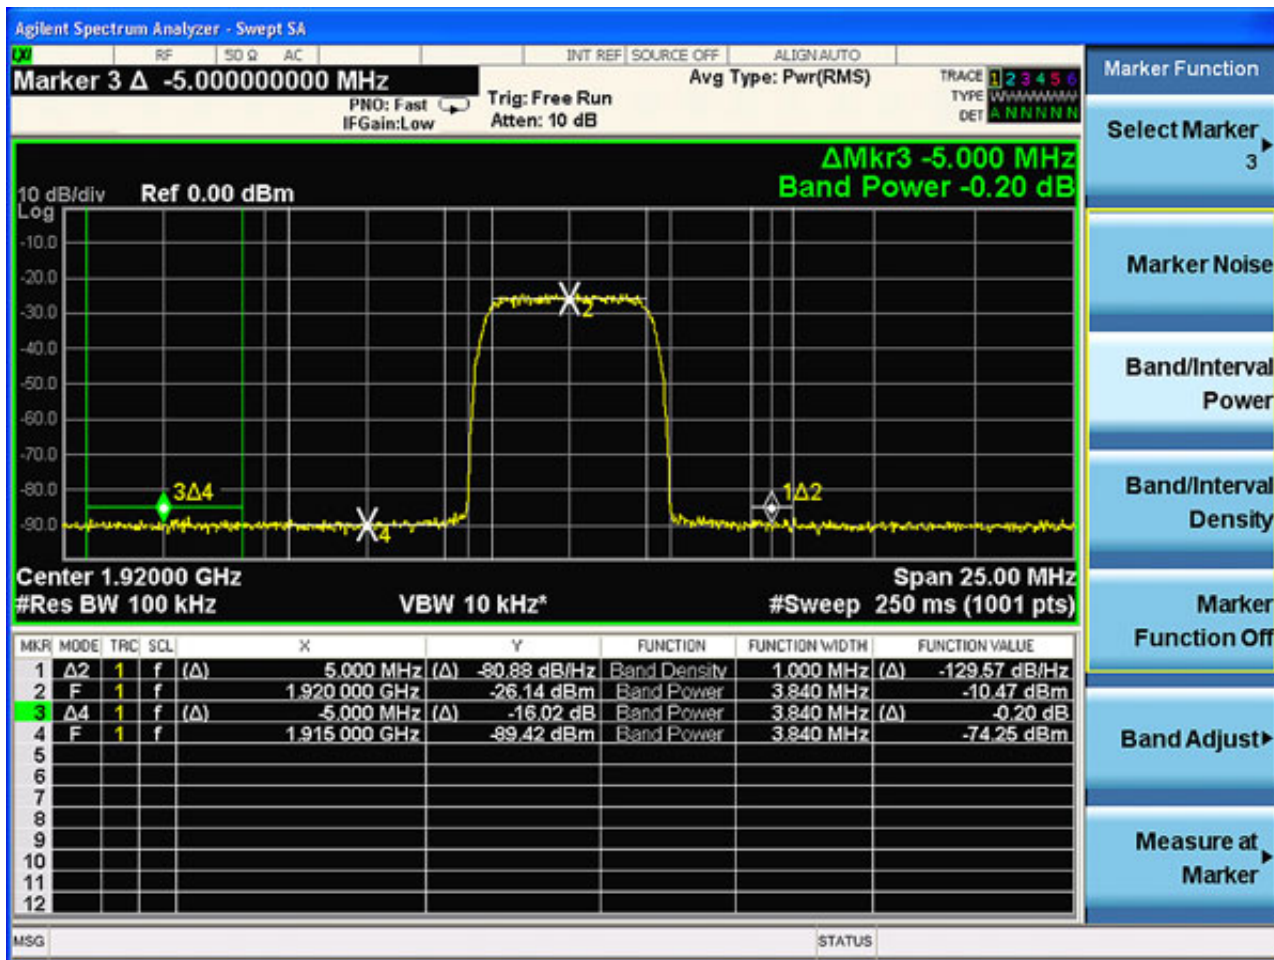 Agilent Spectrum Analyzer - Swept SA
LXI RF 50 Ω AC INT REF SOURCE OFF ALIGN AUTO
Marker 3 Δ -5.000000000 MHz
PNO: Fast
IFGain:Low
Trig: Free Run
Atten: 10 dB
Avg Type: Pwr(RMS)
TRACE 1 2 3 4 5 6
TYPE WWWWWW
DET A N N N N N
ΔMkr3 -5.000 MHz
Band Power -0.20 dB
10 dB/div Ref 0.00 dBm
Log
-10.0
-20.0
-30.0
-40.0
-50.0
-60.0
-70.0
-80.0
-90.0
2
3Δ4
4
1Δ2
Center 1.92000 GHz Span 25.00 MHz
#Res BW 100 kHz VBW 10 kHz* #Sweep 250 ms (1001 pts)
MKR MODE TRC SCL X Y FUNCTION FUNCTION WIDTH FUNCTION VALUE
1 Δ2 1 f (Δ) 5.000 MHz (Δ) -80.88 dB/Hz Band Density 1.000 MHz (Δ) -129.57 dB/Hz
2 F 1 f 1.920 000 GHz -26.14 dBm Band Power 3.840 MHz -10.47 dBm
3 Δ4 1 f (Δ) -5.000 MHz (Δ) -16.02 dB Band Power 3.840 MHz (Δ) -0.20 dB
4 F 1 f 1.915 000 GHz -89.42 dBm Band Power 3.840 MHz -74.25 dBm
5
6
7
8
9
10
11
12
MSG STATUS
Marker Function
Select Marker
3
Marker Noise
Band/Interval
Power
Band/Interval
Density
Marker
Function Off
Band Adjust
Measure at
Marker